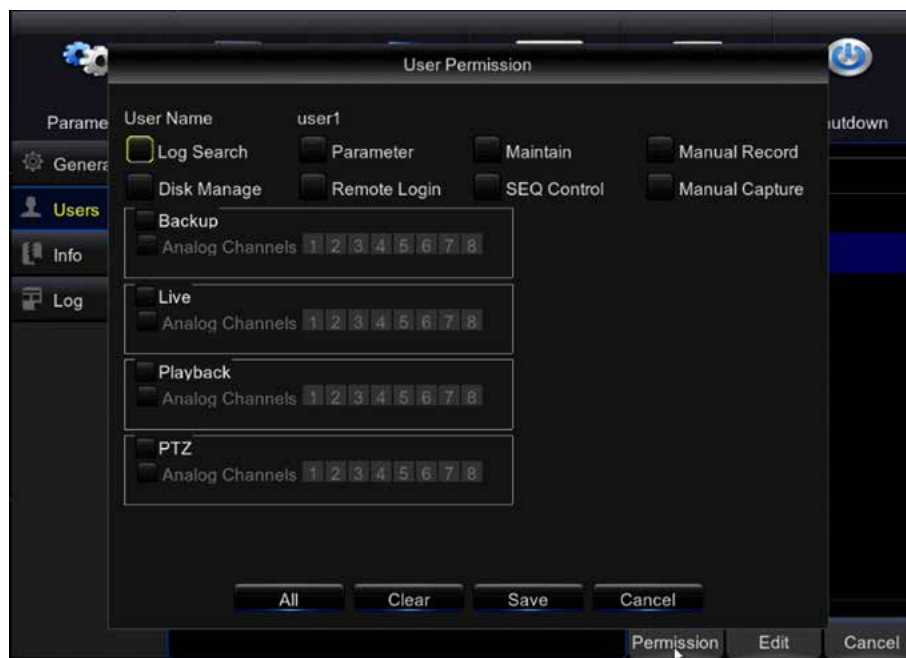 User Permission
Parame
utdown
User Name user1
Log Search Parameter Maintain Manual Record
Genera
Disk Manage Remote Login SEQ Control Manual Capture
Users
Backup
Analog Channels 1 2 3 4 5 6 7 8
Info
Live
Log
Analog Channels 1 2 3 4 5 6 7 8
Playback
Analog Channels 1 2 3 4 5 6 7 8
PTZ
Analog Channels 1 2 3 4 5 6 7 8
All Clear Save Cancel
Permission Edit Cancel